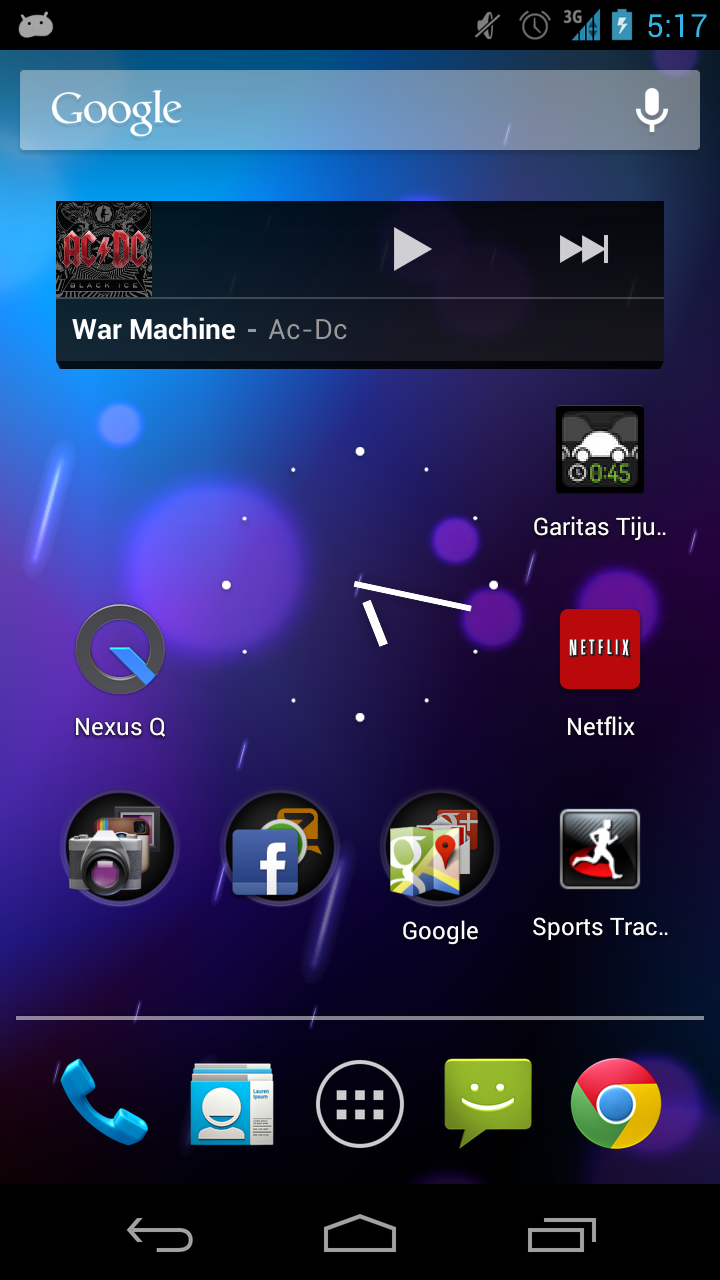 3G 5:17
Google
AC DC
BLACK ICE
War Machine - Ac-Dc
0:45
Garitas Tiju..
NETFLIX
Nexus Q
Netflix
f
g+
g
Google
Sports Trac..
Lauren
Ipsum